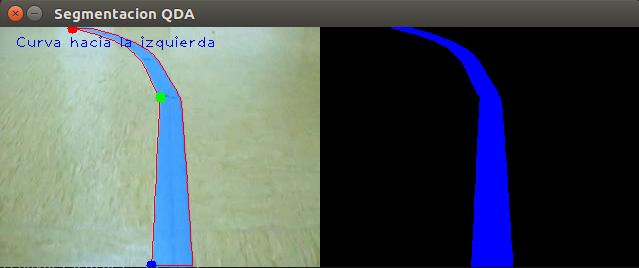 Segmentacion QDA
Curva hacia la izquierda